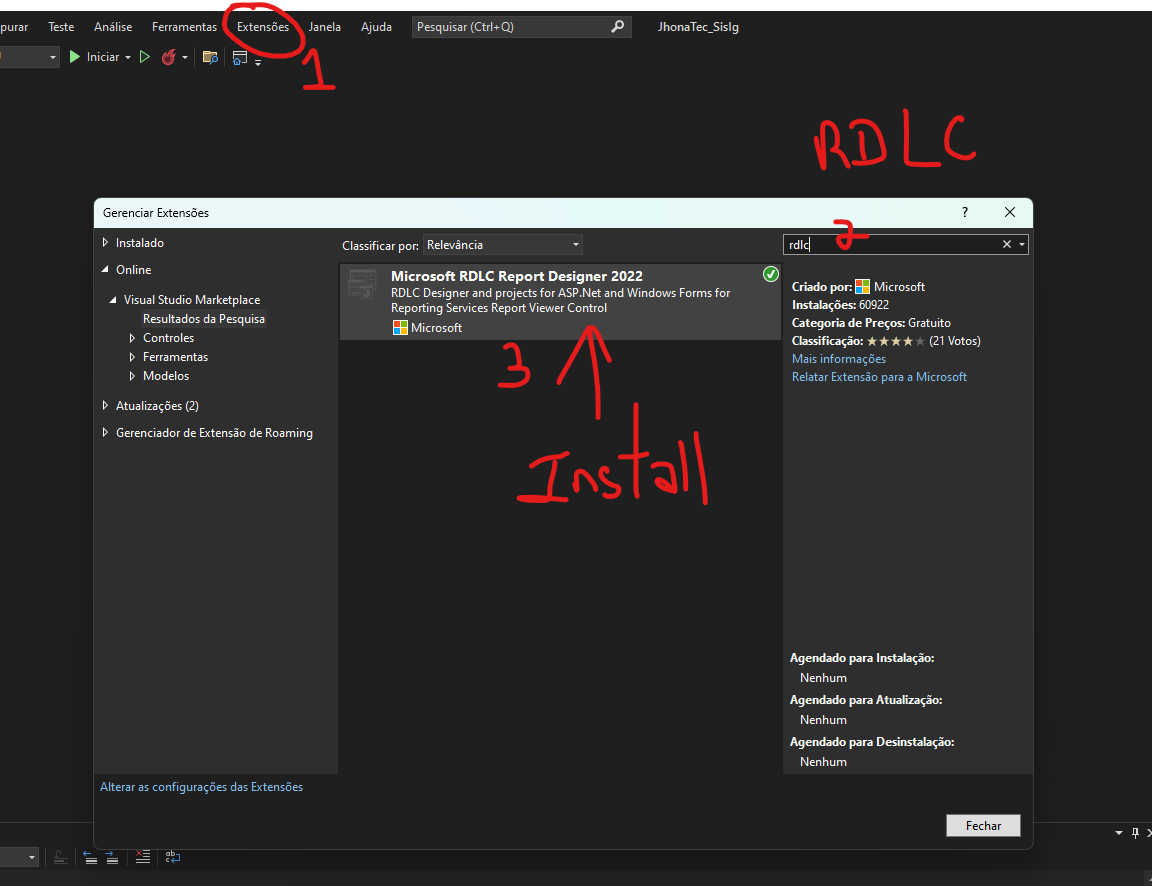 purar Teste Análise Ferramentas Extensões Janela Ajuda Pesquisar (Ctrl+Q) JhonaTec_SisIg
Iniciar
1
RDLC
Gerenciar Extensões ?
Instalado
Classificar por: Relevância
rdlc
2
Online
Visual Studio Marketplace
Resultados da Pesquisa
Controles
Ferramentas
Modelos
Atualizações (2)
Gerenciador de Extensão de Roaming
Microsoft RDLC Report Designer 2022
RDLC Designer and projects for ASP.Net and Windows Forms for
Reporting Services Report Viewer Control
Microsoft
3
Install
Criado por: Microsoft
Instalações: 60922
Categoria de Preços: Gratuito
Classificação: (21 Votos)
Mais informações
Relatar Extensão para a Microsoft
Agendado para Instalação:
Nenhum
Agendado para Atualização:
Nenhum
Agendado para Desinstalação:
Nenhum
Alterar as configurações das Extensões
Fechar